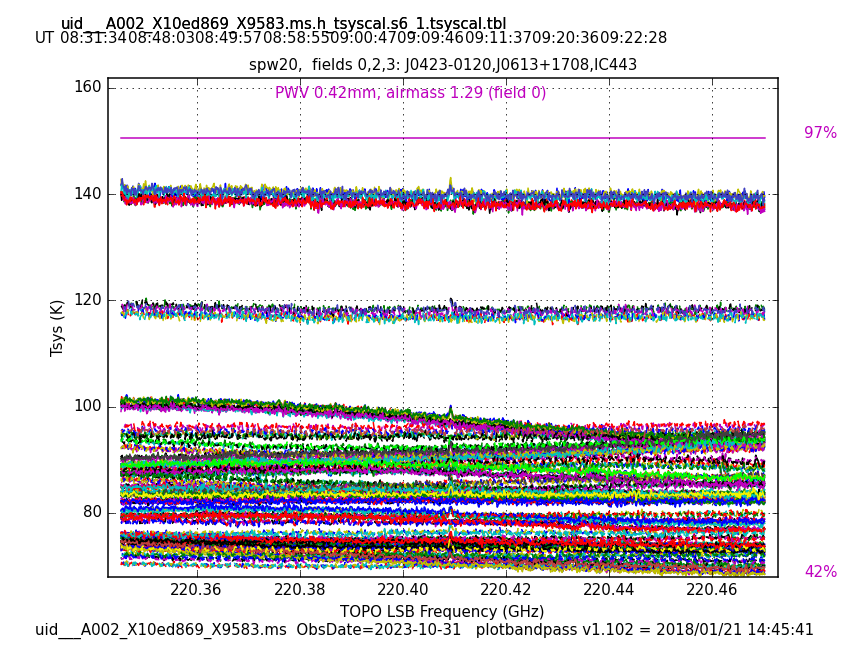 uid___A002_X10ed869_X9583.ms.h_tsyscal.s6_1.tsyscal.tbl
UT 08:31:34 08:48:03 08:49:57 08:58:55 09:00:47 09:09:46 09:11:37 09:20:36 09:22:28
spw20,  fields 0,2,3: J0423-0120,J0613+1708,IC443
PWV 0.42mm, airmass 1.29 (field 0)
160
97%
140
120
Tsys (K)
100
80
42%
220.36 220.38 220.40 220.42 220.44 220.46
TOPO LSB Frequency (GHz)
uid___A002_X10ed869_X9583.ms  ObsDate=2023-10-31   plotbandpass v1.102 = 2018/01/21 14:45:41